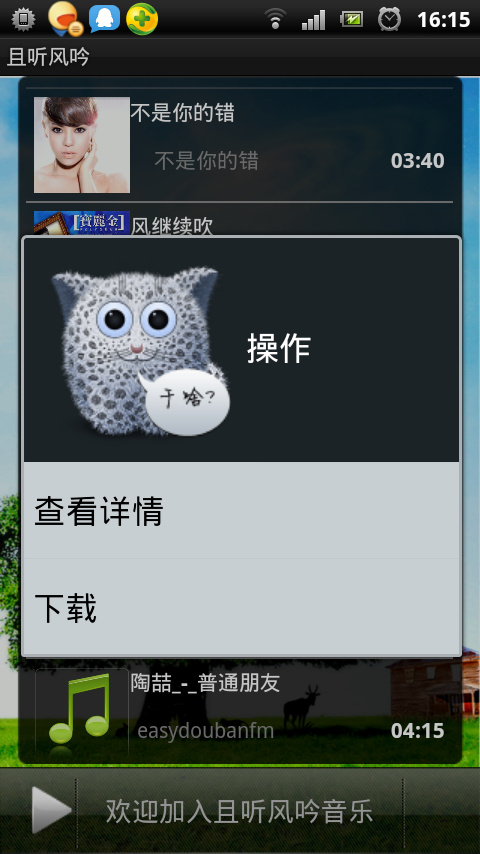 16:15
且听风吟
不是你的错
不是你的错
03:40
[寶麗金]
风继续吹
操作
干啥?
查看详情
下载
陶喆_-_普通朋友
easydoubanfm
04:15
欢迎加入且听风吟音乐